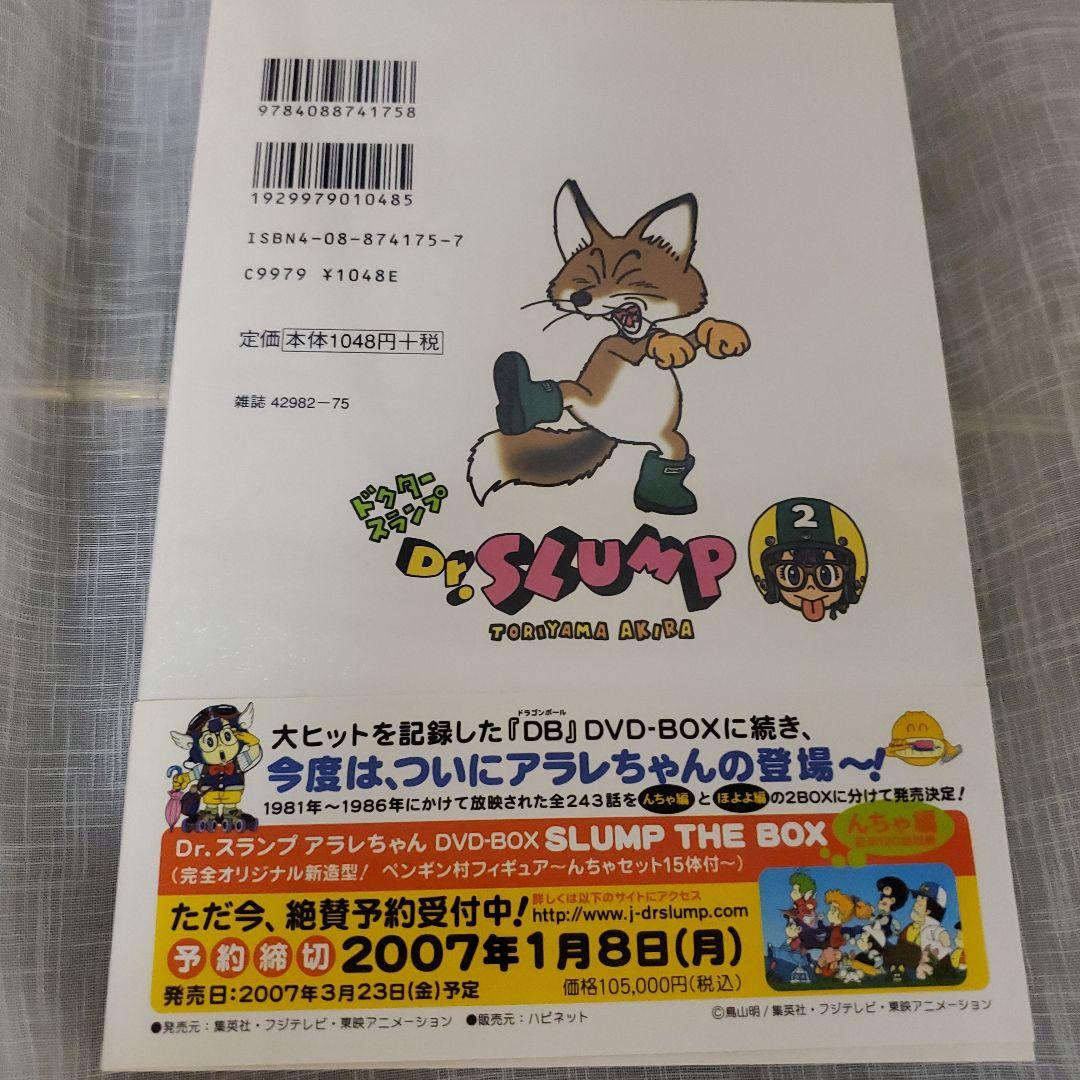 9784088741758
1929979010485
ISBN4-08-874175-7
C9979 ¥1048E
定価 本体1048円+税
雑誌 42982-75
ドクター
スランプ
Dr.SLUMP
2
TORIYAMA AKIRA
ドラゴンボール
大ヒットを記録した『DB』DVD-BOXに続き、
今度は、ついにアラレちゃんの登場~!
1981年~1986年にかけて放映された全243話をんちゃ編とほよよ編の2BOXに分けて発売決定!
Dr.スランプ アラレちゃん DVD-BOX SLUMP THE BOX
んちゃ編
(完全オリジナル新造型! ペンギン村フィギュア~んちゃセット15体付~)
ただ今、絶賛予約受付中!
詳しくは以下のサイトにアクセス
http://www.j-drslump.com
予約締切 2007年1月8日(月)
発売日:2007年3月23日(金)予定
価格105,000円(税込)
●発売元:集英社・フジテレビ・東映アニメーション ●販売元:ハピネット
©鳥山明/集英社・フジテレビ・東映アニメーション